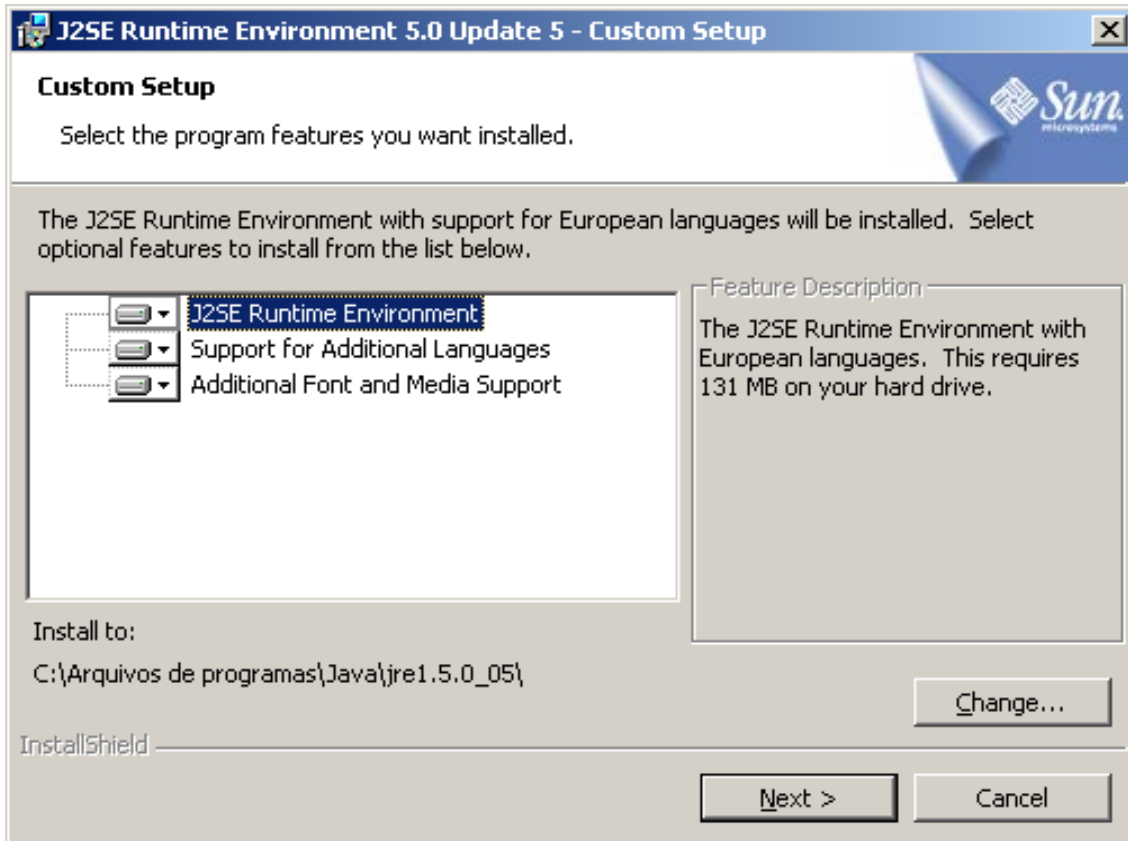 J2SE Runtime Environment 5.0 Update 5 - Custom Setup
Custom Setup
Select the program features you want installed.
Sun
microsystems
The J2SE Runtime Environment with support for European languages will be installed.  Select
optional features to install from the list below.
J2SE Runtime Environment
Support for Additional Languages
Additional Font and Media Support
Feature Description
The J2SE Runtime Environment with
European languages.  This requires
131 MB on your hard drive.
Install to:
C:\Arquivos de programas\Java\jre1.5.0_05\
Change...
InstallShield
Next >
Cancel